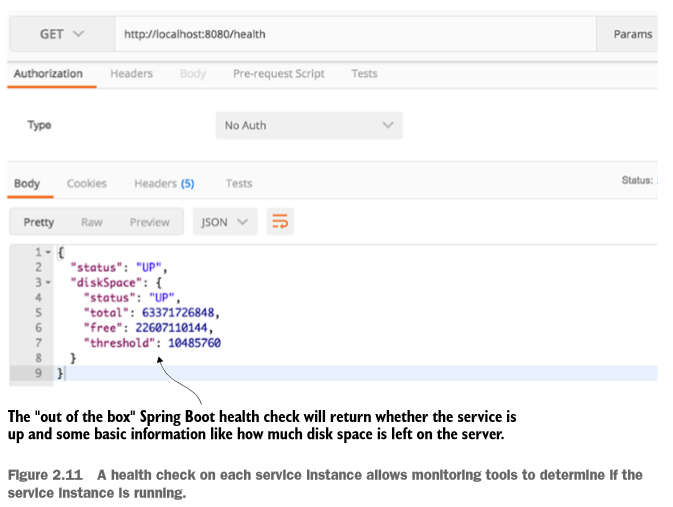 GET http://localhost:8080/health Params
Authorization Headers Body Pre-request Script Tests
Type No Auth
Body Cookies Headers (5) Tests Status:
Pretty Raw Preview JSON
1 {
2 "status": "UP",
3 "diskSpace": {
4 "status": "UP",
5 "total": 63371726848,
6 "free": 22607110144,
7 "threshold": 10485760
8 }
9 }
The "out of the box" Spring Boot health check will return whether the service is
up and some basic information like how much disk space is left on the server.
Figure 2.11 A health check on each service instance allows monitoring tools to determine if the
service instance is running.